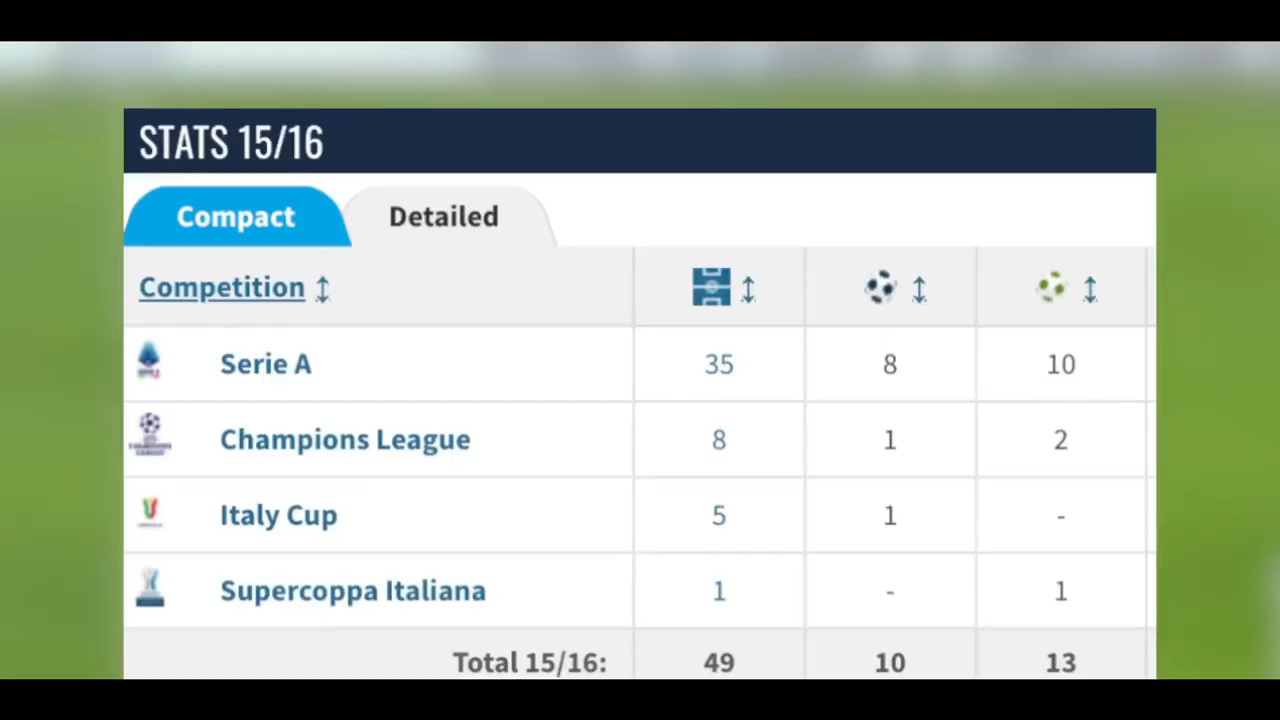 STATS 15/16
Compact Detailed
Competition
Serie A 35 8 10
Champions League 8 1 2
Italy Cup 5 1 -
Supercoppa Italiana 1 - 1
Total 15/16: 49 10 13